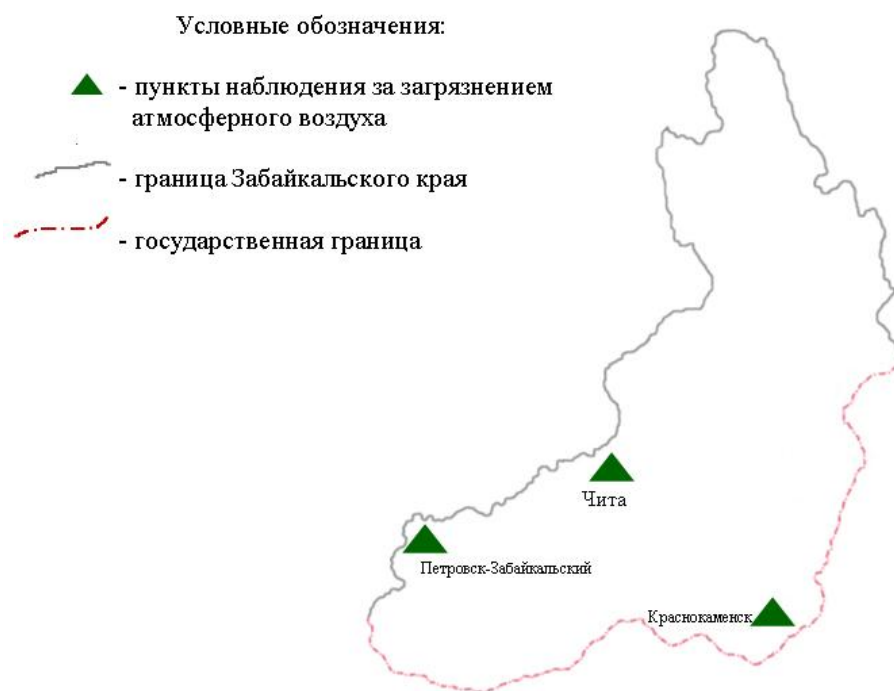 Условные обозначения:
- пункты наблюдения за загрязнением
атмосферного воздуха
- граница Забайкальского края
- государственная граница
Чита
Петровск-Забайкальский
Краснокаменск